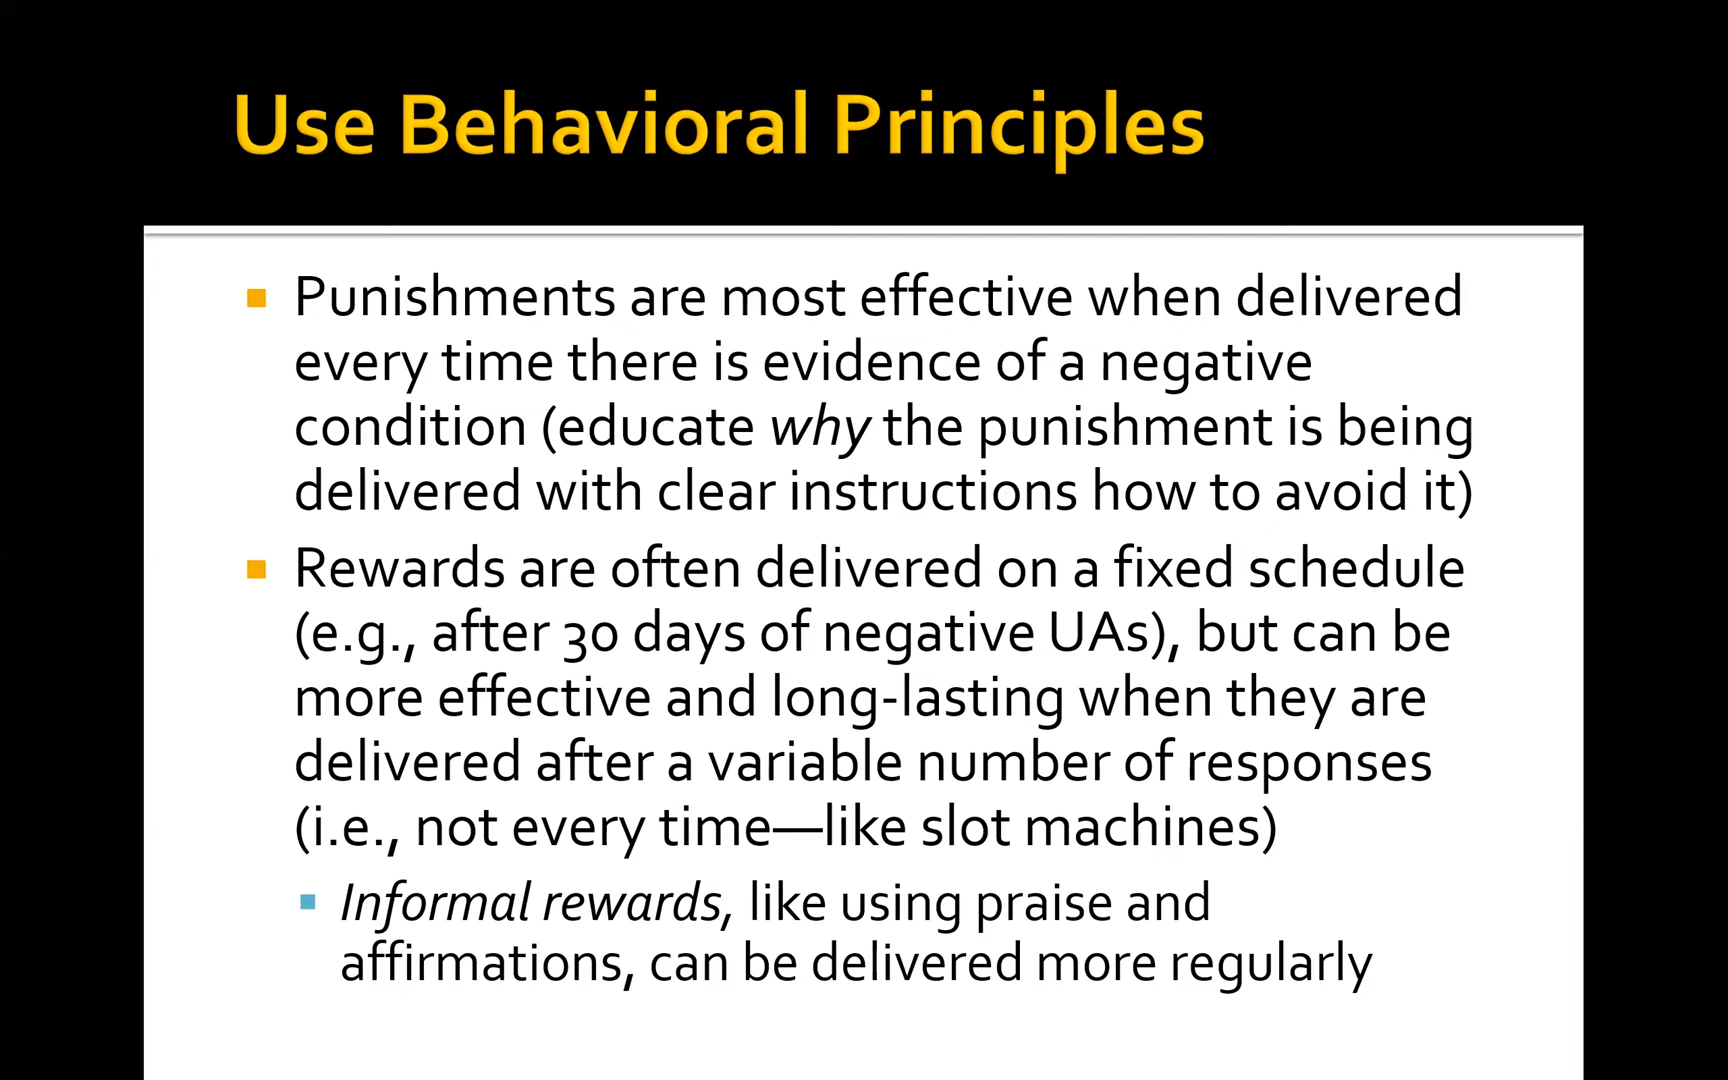 Use Behavioral Principles
Punishments are most effective when delivered
every time there is evidence of a negative
condition (educate why the punishment is being
delivered with clear instructions how to avoid it)
Rewards are often delivered on a fixed schedule
(e.g., after 30 days of negative UAs), but can be
more effective and long-lasting when they are
delivered after a variable number of responses
(i.e., not every time—like slot machines)
Informal rewards, like using praise and
affirmations, can be delivered more regularly